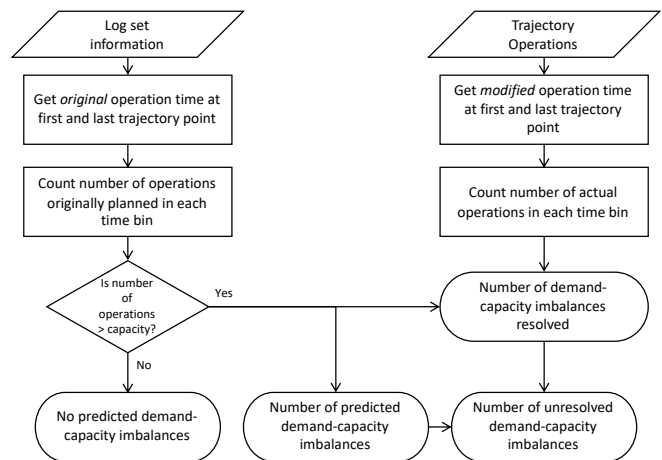 Log set
information
Trajectory
Operations
Get original operation time at
first and last trajectory point
Get modified operation time
at first and last trajectory
point
Count number of operations
originally planned in each
time bin
Count number of actual
operations in each time bin
Is number
of
operations
> capacity?
Yes
Number of demand-
capacity imbalances
resolved
No
No predicted demand-
capacity imbalances
Number of predicted
demand-capacity
imbalances
Number of unresolved
demand-capacity
imbalances